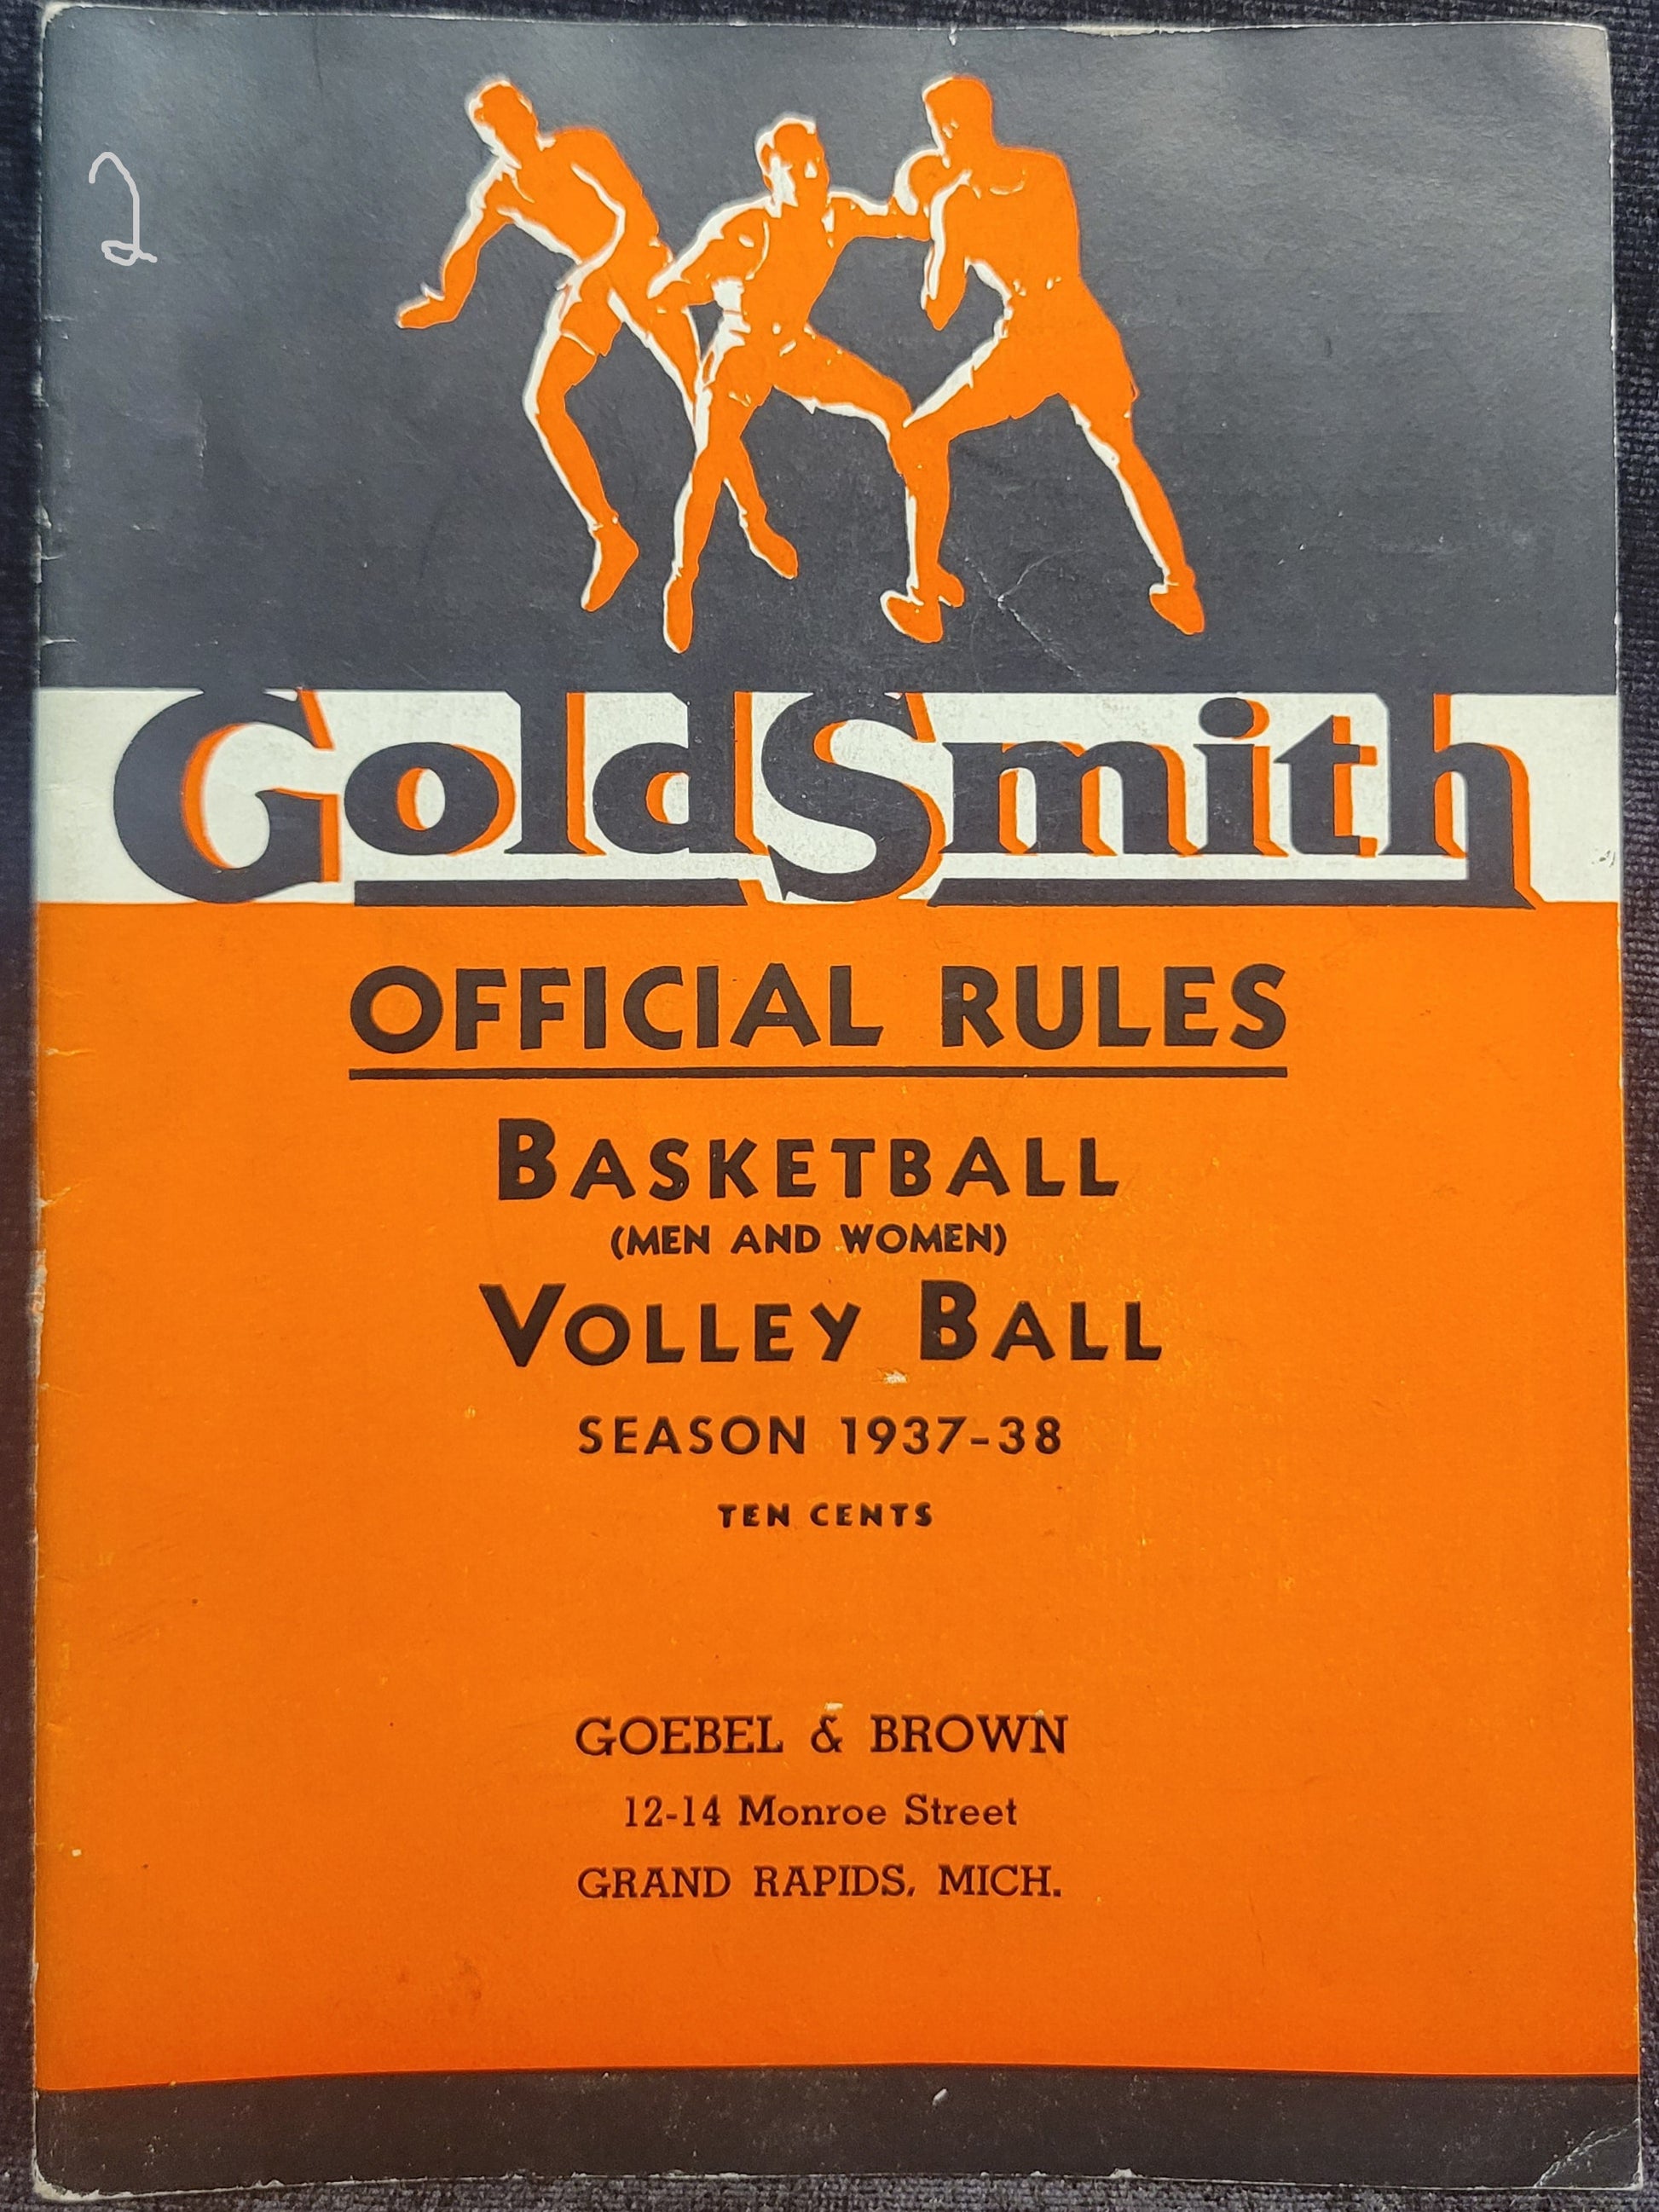 2
GoldSmith
OFFICIAL RULES
BASKETBALL
(MEN AND WOMEN)
VOLLEY BALL
SEASON 1937-38
TEN CENTS
GOEBEL & BROWN
12-14 Monroe Street
GRAND RAPIDS, MICH.